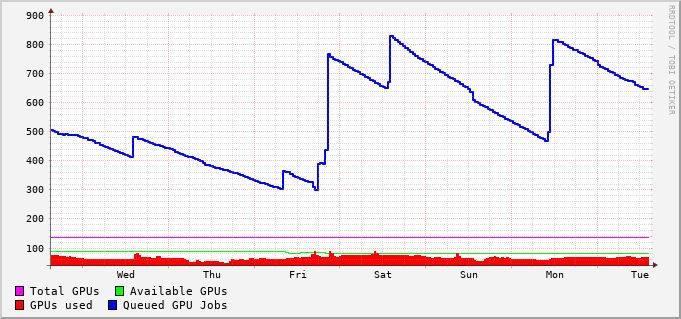 900
800
700
600
500
400
300
200
100
Wed Thu Fri Sat Sun Mon Tue
Total GPUs Available GPUs
GPUs used Queued GPU Jobs
RRDTOOL / TOBI OETIKER